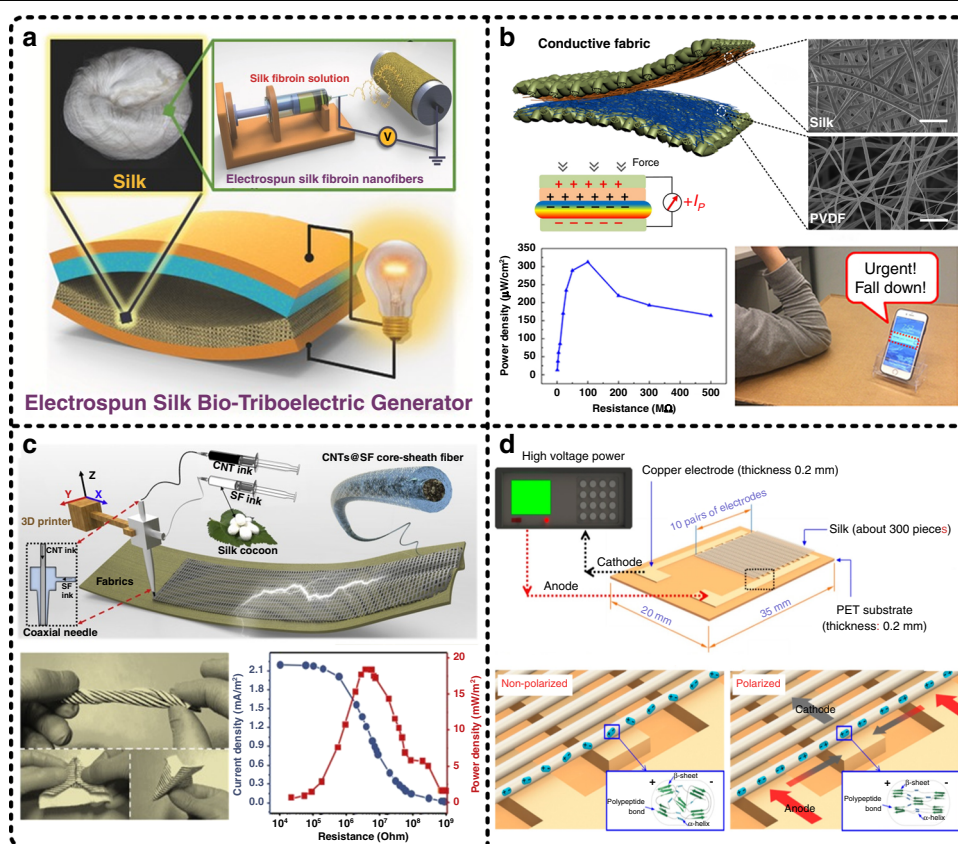 a
Silk
Silk fibroin solution
V
Electrospun silk fibroin nanofibers
Electrospun Silk Bio-Triboelectric Generator
b
Conductive fabric
Silk
PVDF
Force
+ + + + +
+ + + + + +
− − − − − −
− − − − −
+I_P
Power density (μW/cm²)
350
300
250
200
150
100
50
0
0 100 200 300 400 500
Resistance (MΩ)
Urgent!
Fall down!
c
CNT ink
SF ink
Silk cocoon
CNTs@SF core-sheath fiber
Z
Y
X
3D printer
CNT ink
SF
ink
Coaxial needle
Fabrics
Current density (mA/m²)
2.1
1.8
1.5
1.2
0.9
0.6
0.3
0.0
Power density (mW/m²)
20
15
10
5
0
10⁴ 10⁵ 10⁶ 10⁷ 10⁸ 10⁹
Resistance (Ohm)
d
High voltage power
Copper electrode (thickness 0.2 mm)
10 pairs of electrodes
Silk (about 300 pieces)
Cathode
Anode
20 mm
35 mm
PET substrate
(thickness: 0.2 mm)
Non-polarized
+
-
β-sheet
Polypeptide
bond
α-helix
Polarized
Cathode
Anode
+
-
β-sheet
Polypeptide
bond
α-helix